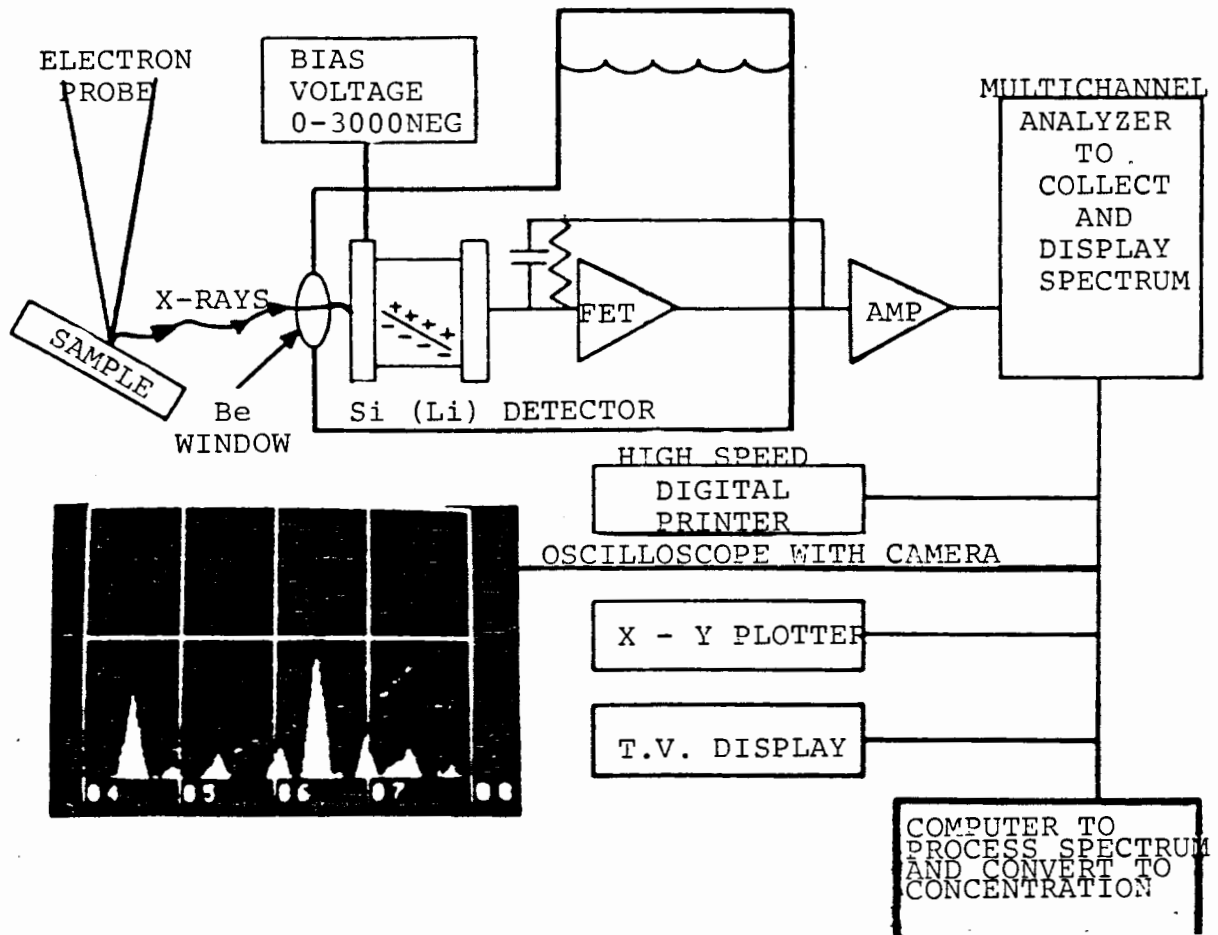 ELECTRON
PROBE
BIAS
VOLTAGE
0-3000NEG
MULTICHANNEL
ANALYZER
TO
COLLECT
AND
DISPLAY
SPECTRUM
X-RAYS
SAMPLE
+ + + +
- - - -
FET
AMP
Be
WINDOW
Si (Li) DETECTOR
HIGH SPEED
DIGITAL
PRINTER
OSCILLOSCOPE WITH CAMERA
X - Y PLOTTER
T.V. DISPLAY
04 05 06 07 08
COMPUTER TO
PROCESS SPECTRUM
AND CONVERT TO
CONCENTRATION